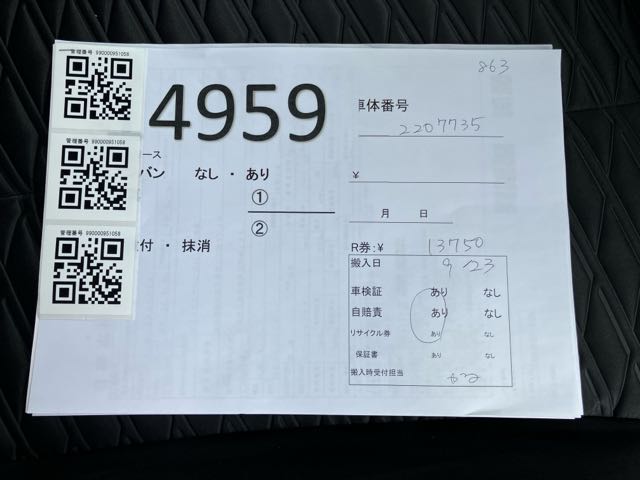 管理番号 990000951058
863
4959
車体番号
2207735
管理番号 990000951058
ース
バン なし ・ あり
¥
①
月 日
②
管理番号 990000951058
付 ・ 抹消
R券:¥ 13750
搬入日 9/23
車検証 あり なし
自賠責 あり なし
リサイクル券 あり なし
保証書 あり なし
搬入時受付担当